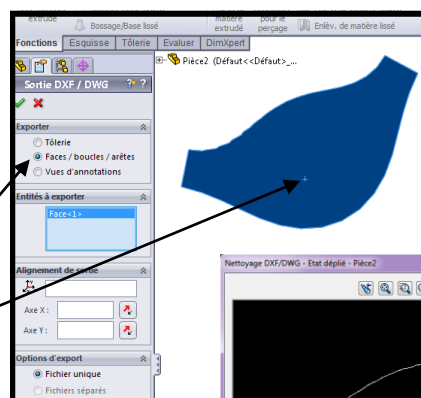 extrudé Bossage/Base lissé matière extrudé pour le perçage Enlèv. de matière lissé
Fonctions Esquisse Tôlerie Evaluer DimXpert
Pièce2 (Défaut<<Défaut>_...
Sortie DXF / DWG ? ?
Exporter
Tôlerie
Faces / boucles / arêtes
Vues d'annotations
Entités à exporter
Face<1>
Nettoyage DXF/DWG - Etat déplié - Pièce2
Alignement de sortie
Axe X :
Axe Y :
Options d'export
Fichier unique
Fichiers séparés